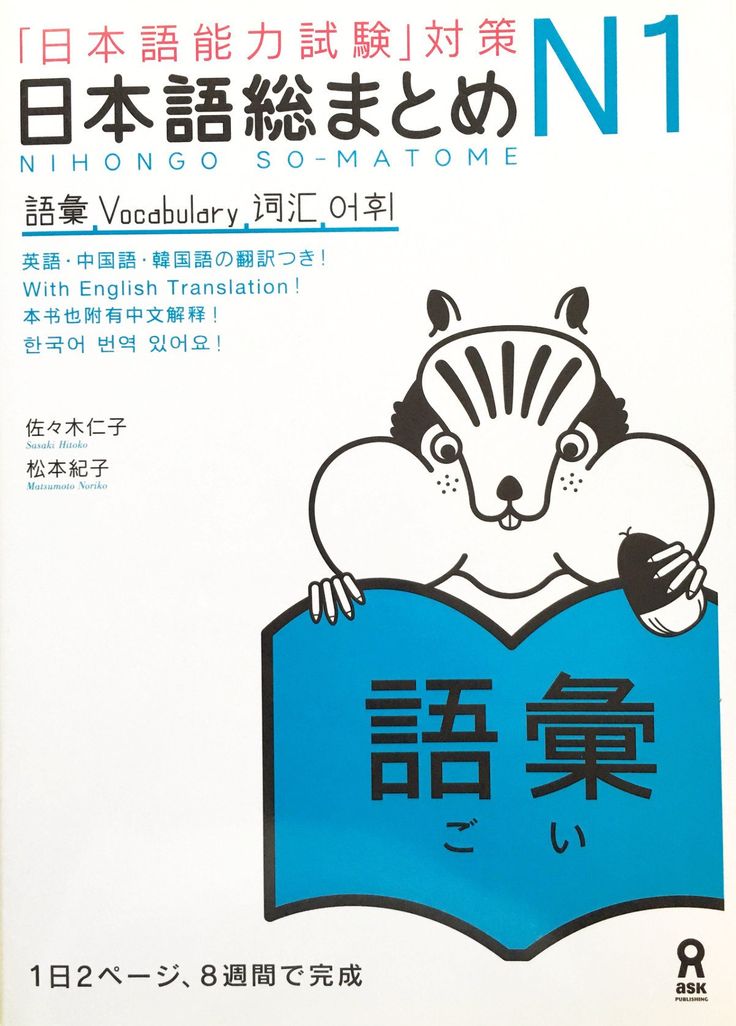 「日本語能力試験」対策
日本語総まとめ N1
NIHONGO SO-MATOME
語彙 Vocabulary 词汇 어휘
英語・中国語・韓国語の翻訳つき!
With English Translation!
本书也附有中文解释!
한국어 번역 있어요!
佐々木仁子
Sasaki Hitoko
松本紀子
Matsumoto Noriko
語彙
ごい
1日2ページ、8週間で完成
ask
PUBLISHING